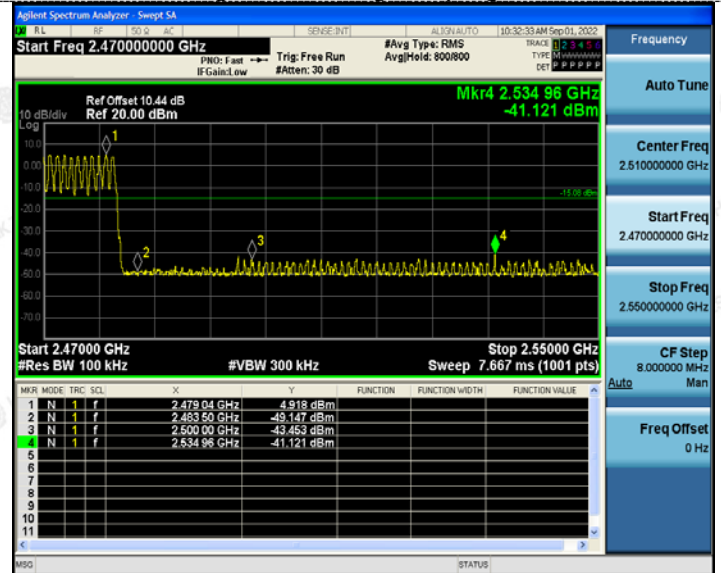 Agilent Spectrum Analyzer - Swept SA
RL RF 50 Ω AC SENSE:INT ALIGN AUTO 10:32:33 AM Sep 01, 2022
Start Freq 2.470000000 GHz
PNO: Fast
IFGain:Low
Trig: Free Run
#Atten: 30 dB
#Avg Type: RMS
Avg|Hold: 800/800
TRACE 1 2 3 4 5 6
TYPE M
DET P P P P P P
Ref Offset 10.44 dB
10 dB/div Ref 20.00 dBm
Log
Mkr4 2.534 96 GHz
-41.121 dBm
10.0
0.00
-10.0
-20.0
-30.0
-40.0
-50.0
-60.0
-70.0
1
2
3
4
-15.08 dBm
Start 2.47000 GHz Stop 2.55000 GHz
#Res BW 100 kHz #VBW 300 kHz Sweep 7.667 ms (1001 pts)
MKR MODE TRC SCL X Y FUNCTION FUNCTION WIDTH FUNCTION VALUE
1 N 1 f 2.479 04 GHz 4.918 dBm
2 N 1 f 2.483 50 GHz -49.147 dBm
3 N 1 f 2.500 00 GHz -43.453 dBm
4 N 1 f 2.534 96 GHz -41.121 dBm
5
6
7
8
9
10
11
MSG STATUS
Frequency
Auto Tune
Center Freq
2.510000000 GHz
Start Freq
2.470000000 GHz
Stop Freq
2.550000000 GHz
CF Step
8.000000 MHz
Auto Man
Freq Offset
0 Hz